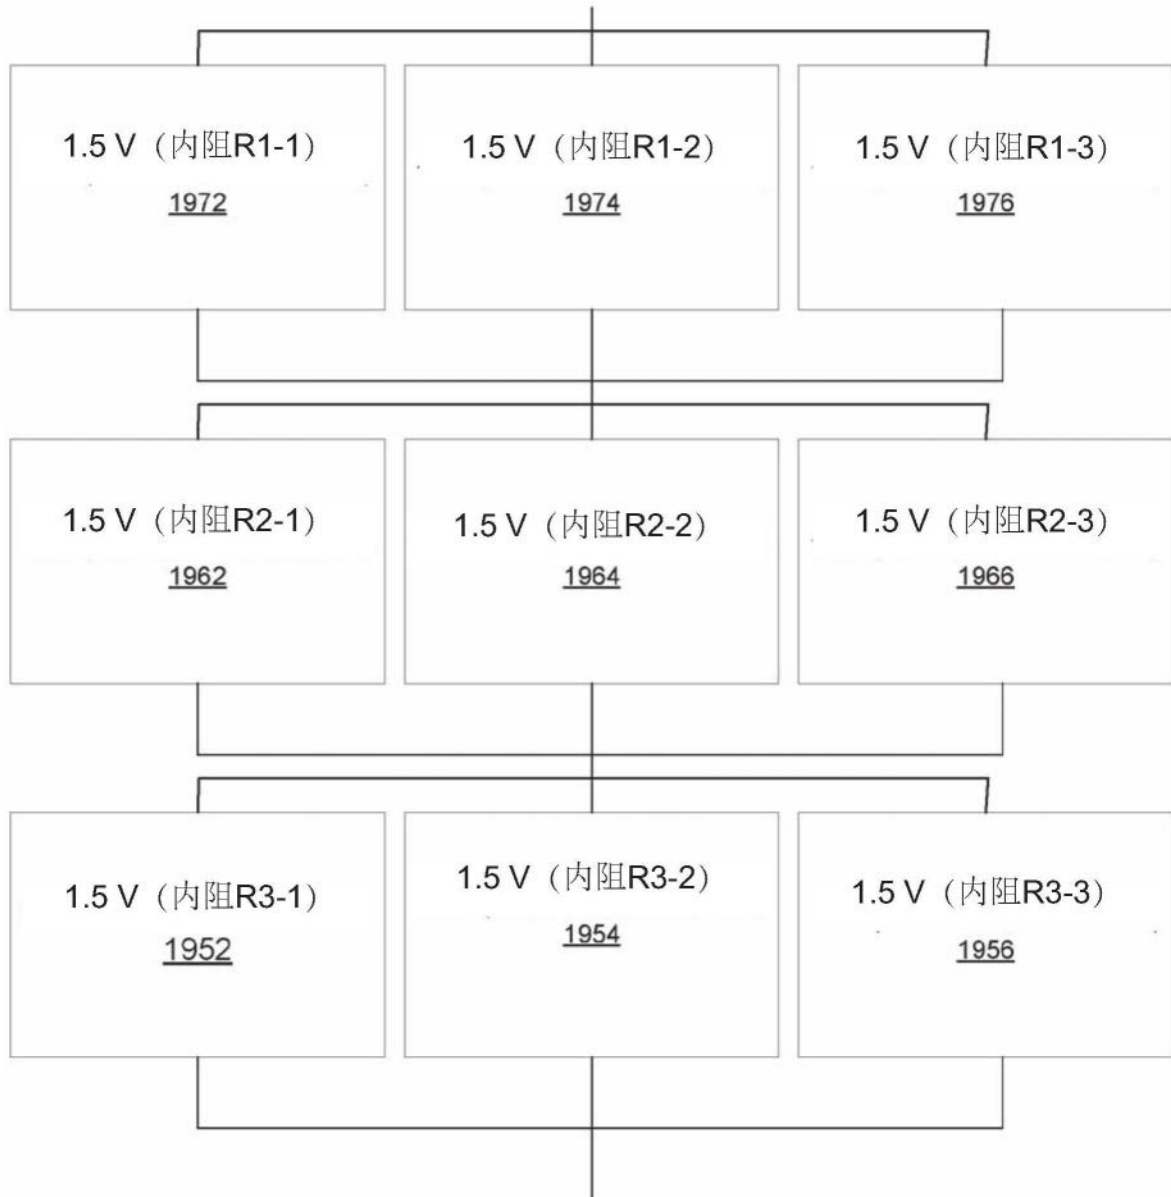 1.5 V（内阻R1-1）
1972
1.5 V（内阻R1-2）
1974
1.5 V（内阻R1-3）
1976
1.5 V（内阻R2-1）
1962
1.5 V（内阻R2-2）
1964
1.5 V（内阻R2-3）
1966
1.5 V（内阻R3-1）
1952
1.5 V（内阻R3-2）
1954
1.5 V（内阻R3-3）
1956